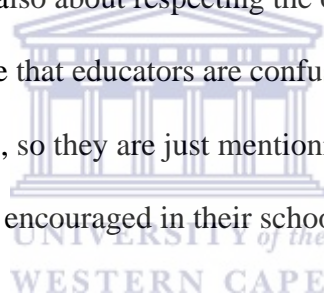 also about respecting the
e that educators are confu
, so they are just mention
encouraged in their schoo
UNIVERSITY of the
WESTERN CAPE